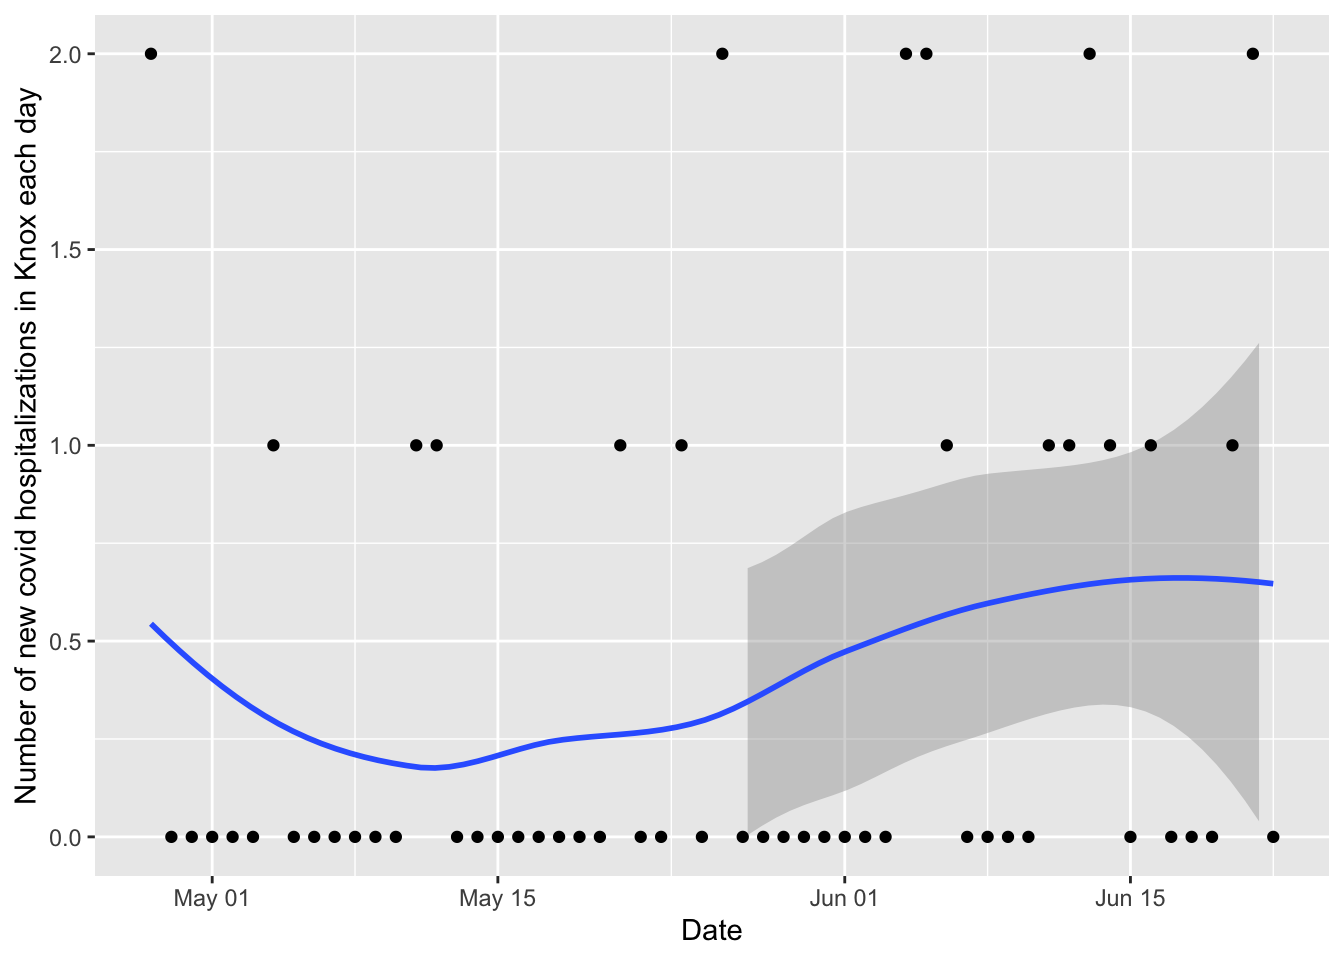 Number of new covid hospitalizations in Knox each day
2.0
1.5
1.0
0.5
0.0
May 01
May 15
Jun 01
Jun 15
Date